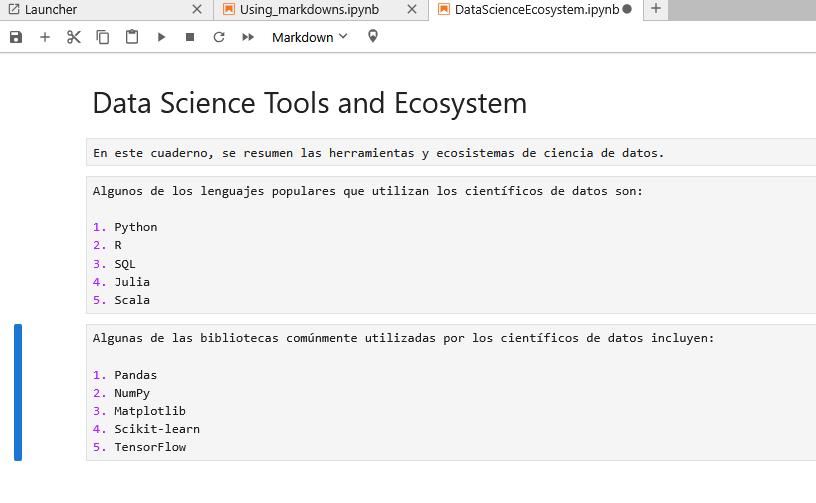 Launcher
Using_markdowns.ipynb
DataScienceEcosystem.ipynb
Markdown
Data Science Tools and Ecosystem
En este cuaderno, se resumen las herramientas y ecosistemas de ciencia de datos.
Algunos de los lenguajes populares que utilizan los científicos de datos son:
1. Python
2. R
3. SQL
4. Julia
5. Scala
Algunas de las bibliotecas comúnmente utilizadas por los científicos de datos incluyen:
1. Pandas
2. NumPy
3. Matplotlib
4. Scikit-learn
5. TensorFlow